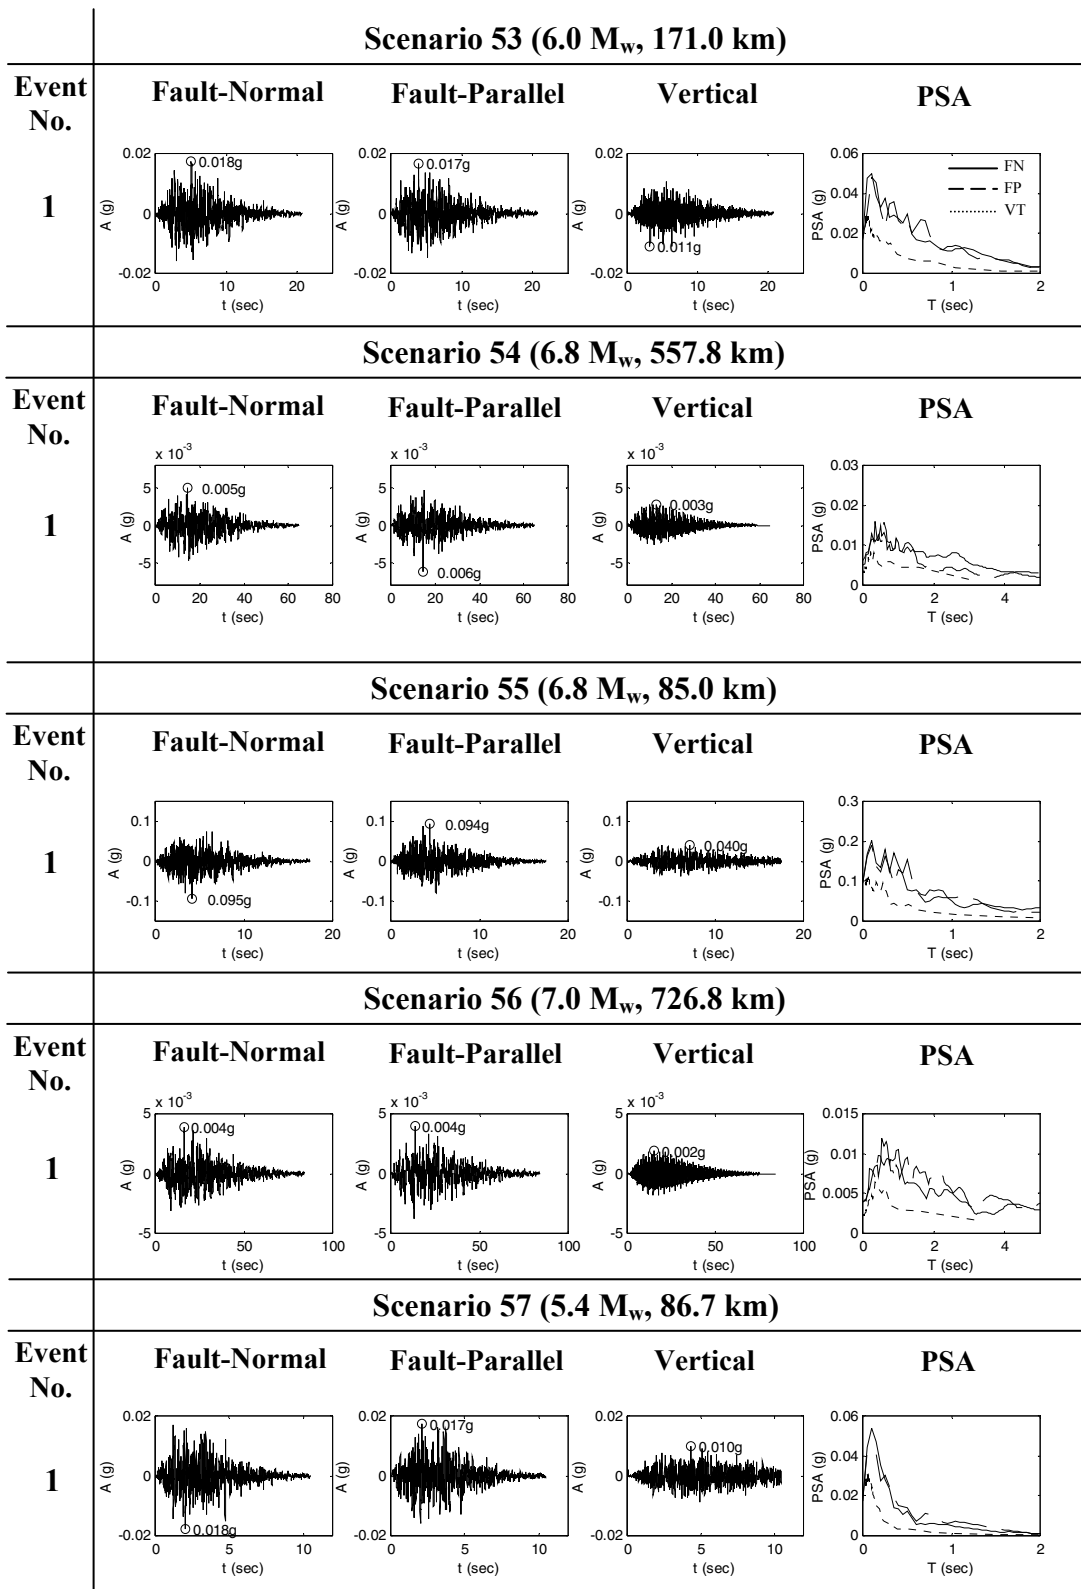 Scenario 53 (6.0 Mw, 171.0 km)
Event No.
Fault-Normal Fault-Parallel Vertical PSA
1
0.02 0 -0.02 A (g) 0.018g 0 10 20 t (sec)
0.02 0 -0.02 A (g) 0.017g 0 10 20 t (sec)
0.02 0 -0.02 A (g) 0.011g 0 10 20 t (sec)
0.06 0.04 0.02 0 PSA (g) FN FP VT 0 1 2 T (sec)
Scenario 54 (6.8 Mw, 557.8 km)
Event No.
Fault-Normal Fault-Parallel Vertical PSA
1
x 10-3 5 0 -5 A (g) 0.005g 0 20 40 60 80 t (sec)
x 10-3 5 0 -5 A (g) 0.006g 0 20 40 60 80 t (sec)
x 10-3 5 0 -5 A (g) 0.003g 0 20 40 60 80 t (sec)
0.03 0.02 0.01 0 PSA (g) 0 2 4 T (sec)
Scenario 55 (6.8 Mw, 85.0 km)
Event No.
Fault-Normal Fault-Parallel Vertical PSA
1
0.1 0 -0.1 A (g) 0.095g 0 10 20 t (sec)
0.1 0 -0.1 A (g) 0.094g 0 10 20 t (sec)
0.1 0 -0.1 A (g) 0.040g 0 10 20 t (sec)
0.3 0.2 0.1 0 PSA (g) 0 1 2 T (sec)
Scenario 56 (7.0 Mw, 726.8 km)
Event No.
Fault-Normal Fault-Parallel Vertical PSA
1
x 10-3 5 0 -5 A (g) 0.004g 0 50 100 t (sec)
x 10-3 5 0 -5 A (g) 0.004g 0 50 100 t (sec)
x 10-3 5 0 -5 A (g) 0.002g 0 50 100 t (sec)
0.015 0.01 0.005 0 PSA (g) 0 2 4 T (sec)
Scenario 57 (5.4 Mw, 86.7 km)
Event No.
Fault-Normal Fault-Parallel Vertical PSA
1
0.02 0 -0.02 A (g) 0.018g 0 5 10 t (sec)
0.02 0 -0.02 A (g) 0.017g 0 5 10 t (sec)
0.02 0 -0.02 A (g) 0.010g 0 5 10 t (sec)
0.06 0.04 0.02 0 PSA (g) 0 1 2 T (sec)